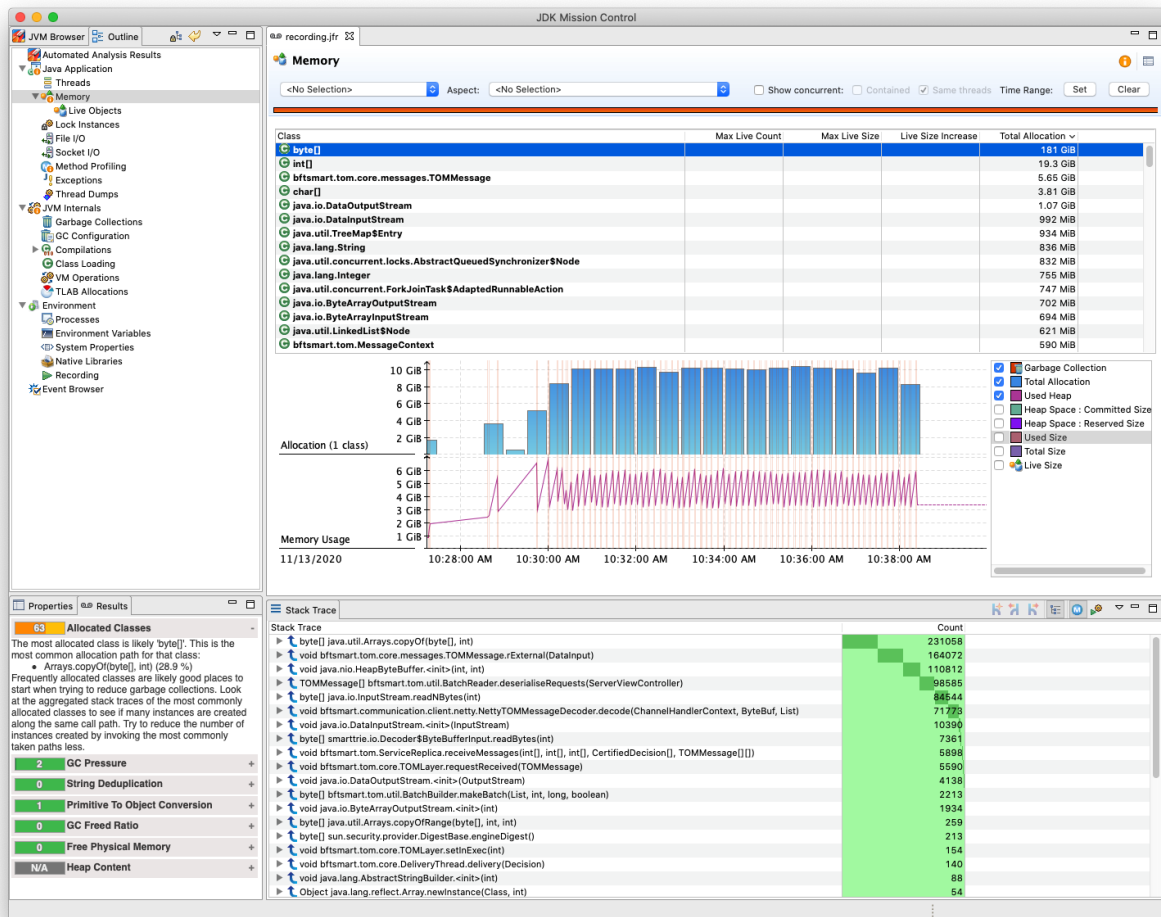 JDK Mission Control
JVM Browser
Outline
Automated Analysis Results
Java Application
Threads
Memory
Live Objects
Lock Instances
File I/O
Socket I/O
Method Profiling
Exceptions
Thread Dumps
JVM Internals
Garbage Collections
GC Configuration
Compilations
Class Loading
VM Operations
TLAB Allocations
Environment
Processes
Environment Variables
System Properties
Native Libraries
Recording
Event Browser
recording.jfr
Memory
<No Selection> Aspect: <No Selection> Show concurrent: Contained Same threads Time Range: Set Clear
Class Max Live Count Max Live Size Live Size Increase Total Allocation
byte[] 181 GiB
int[] 19.3 GiB
bftsmart.tom.core.messages.TOMMessage 5.65 GiB
char[] 3.81 GiB
java.io.DataOutputStream 1.07 GiB
java.io.DataInputStream 992 MiB
java.util.TreeMap$Entry 934 MiB
java.lang.String 836 MiB
java.util.concurrent.locks.AbstractQueuedSynchronizer$Node 832 MiB
java.lang.Integer 755 MiB
java.util.concurrent.ForkJoinTask$AdaptedRunnableAction 747 MiB
java.io.ByteArrayOutputStream 702 MiB
java.io.ByteArrayInputStream 694 MiB
java.util.LinkedList$Node 621 MiB
bftsmart.tom.MessageContext 590 MiB
10 GiB
8 GiB
6 GiB
4 GiB
2 GiB
Allocation (1 class)
6 GiB
5 GiB
4 GiB
3 GiB
2 GiB
1 GiB
Memory Usage
11/13/2020 10:28:00 AM 10:30:00 AM 10:32:00 AM 10:34:00 AM 10:36:00 AM 10:38:00 AM
Garbage Collection
Total Allocation
Used Heap
Heap Space : Committed Size
Heap Space : Reserved Size
Used Size
Total Size
Live Size
Properties
Results
63 Allocated Classes -
The most allocated class is likely 'byte[]'. This is the
most common allocation path for that class:
• Arrays.copyOf(byte[], int) (28.9 %)
Frequently allocated classes are likely good places to
start when trying to reduce garbage collections. Look
at the aggregated stack traces of the most commonly
allocated classes to see if many instances are created
along the same call path. Try to reduce the number of
instances created by invoking the most commonly
taken paths less.
2 GC Pressure +
0 String Deduplication +
1 Primitive To Object Conversion +
0 GC Freed Ratio +
0 Free Physical Memory +
N/A Heap Content +
Stack Trace
Stack Trace Count
byte[] java.util.Arrays.copyOf(byte[], int) 231058
void bftsmart.tom.core.messages.TOMMessage.rExternal(DataInput) 164072
void java.nio.HeapByteBuffer.<init>(int, int) 110812
TOMMessage[] bftsmart.tom.util.BatchReader.deserialiseRequests(ServerViewController) 98585
byte[] java.io.InputStream.readNBytes(int) 84544
void bftsmart.communication.client.netty.NettyTOMMessageDecoder.decode(ChannelHandlerContext, ByteBuf, List) 71773
void java.io.DataInputStream.<init>(InputStream) 10390
byte[] smarttrie.io.Decoder$ByteBufferInput.readBytes(int) 7361
void bftsmart.tom.ServiceReplica.receiveMessages(int[], int[], int[], CertifiedDecision[], TOMMessage[][]) 5898
void bftsmart.tom.core.TOMLayer.requestReceived(TOMMessage) 5590
void java.io.DataOutputStream.<init>(OutputStream) 4138
byte[] bftsmart.tom.util.BatchBuilder.makeBatch(List, int, long, boolean) 2213
void java.io.ByteArrayOutputStream.<init>(int) 1934
byte[] java.util.Arrays.copyOfRange(byte[], int, int) 259
byte[] sun.security.provider.DigestBase.engineDigest() 213
void bftsmart.tom.core.TOMLayer.setInExec(int) 154
void bftsmart.tom.core.DeliveryThread.delivery(Decision) 140
void java.lang.AbstractStringBuilder.<init>(int) 88
Object java.lang.reflect.Array.newInstance(Class, int) 54